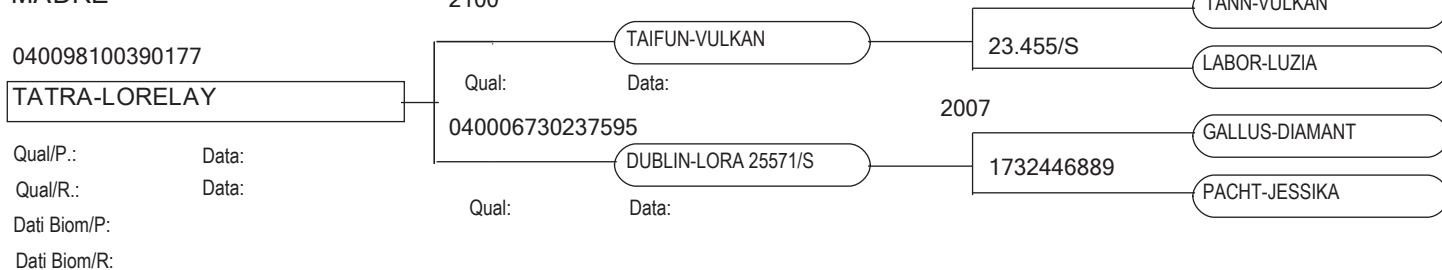 MADRE
2100
TANN-VULKAN
TAIFUN-VULKAN
040098100390177
23.455/S
LABOR-LUZIA
TATRA-LORELAY
Qual: Data:
2007
040006730237595
GALLUS-DIAMANT
Qual/P.: Data:
DUBLIN-LORA 25571/S
1732446889
Qual/R.: Data:
PACHT-JESSIKA
Qual: Data:
Dati Biom/P:
Dati Biom/R: